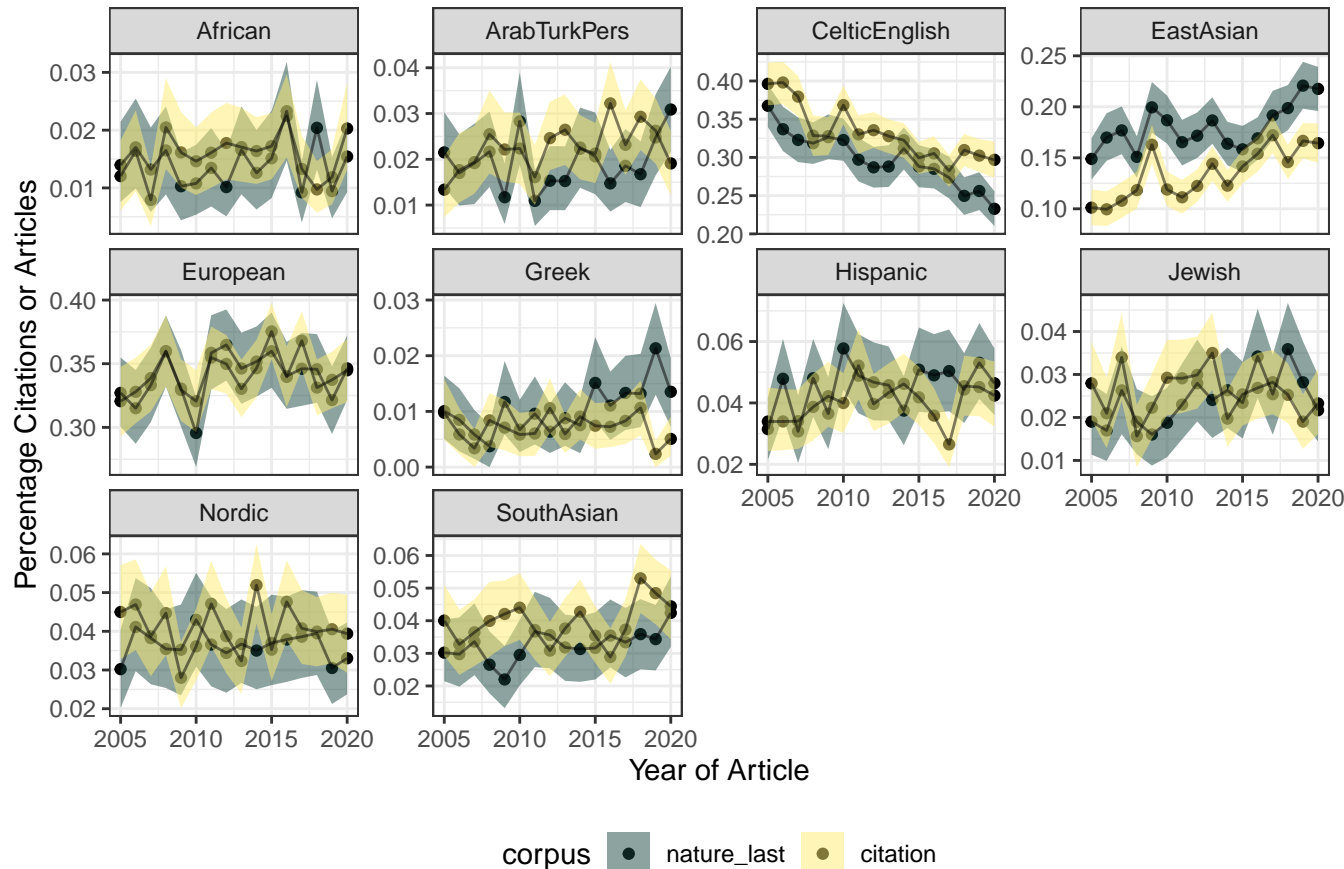 African ArabTurkPers CelticEnglish EastAsian
0.03 0.02 0.01
0.04 0.03 0.02 0.01
0.40 0.35 0.30 0.25 0.20
0.25 0.20 0.15 0.10
European Greek Hispanic Jewish
0.40 0.35 0.30
0.03 0.02 0.01 0.00
0.06 0.04 0.02
0.04 0.03 0.02 0.01
2005 2010 2015 2020 2005 2010 2015 2020
Nordic SouthAsian
0.06 0.05 0.04 0.03 0.02
0.06 0.05 0.04 0.03 0.02
2005 2010 2015 2020 2005 2010 2015 2020
Percentage Citations or Articles
Year of Article
corpus nature_last citation